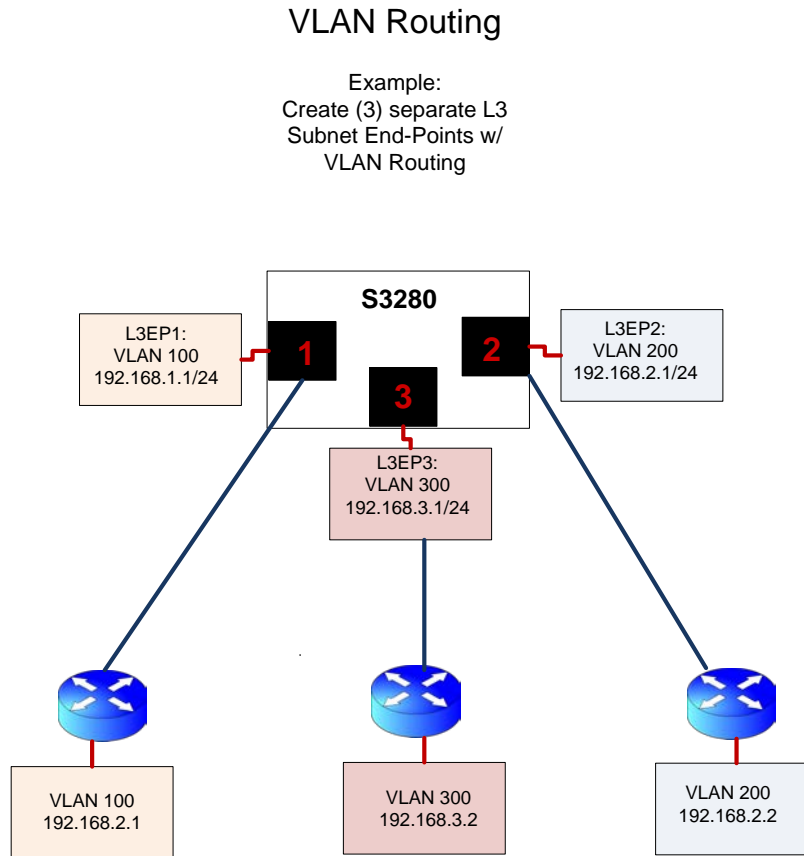 VLAN Routing
Example:
Create (3) separate L3
Subnet End-Points w/
VLAN Routing
S3280
L3EP1:
VLAN 100
192.168.1.1/24
1
2
L3EP2:
VLAN 200
192.168.2.1/24
3
L3EP3:
VLAN 300
192.168.3.1/24
VLAN 100
192.168.2.1
VLAN 300
192.168.3.2
VLAN 200
192.168.2.2